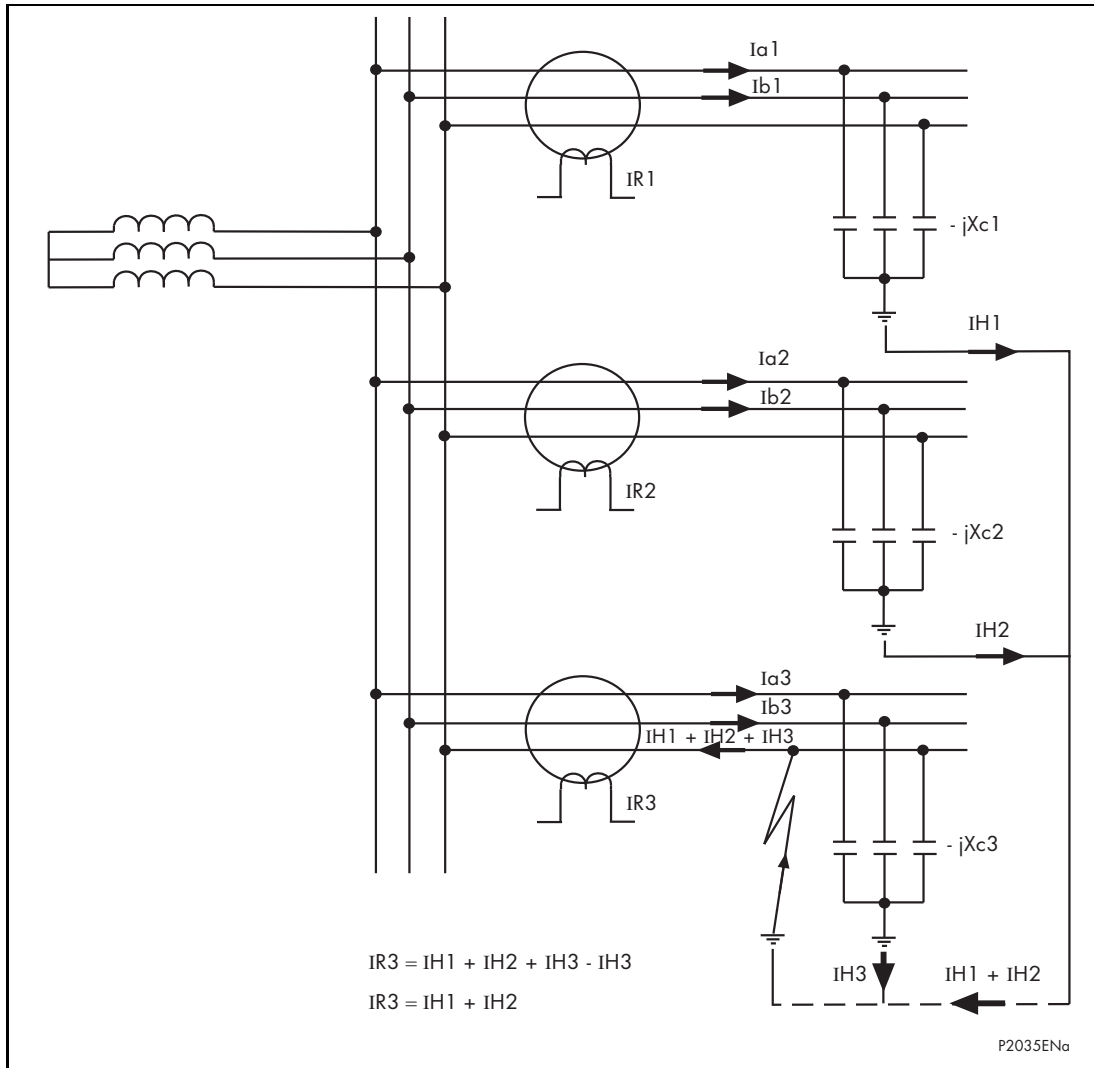 Ia1
Ib1
IR1
- jXc1
IH1
Ia2
Ib2
IR2
- jXc2
IH2
Ia3
Ib3
IH1 + IH2 + IH3
IR3
- jXc3
IR3 = IH1 + IH2 + IH3 - IH3
IH3
IH1 + IH2
IR3 = IH1 + IH2
P2035ENa